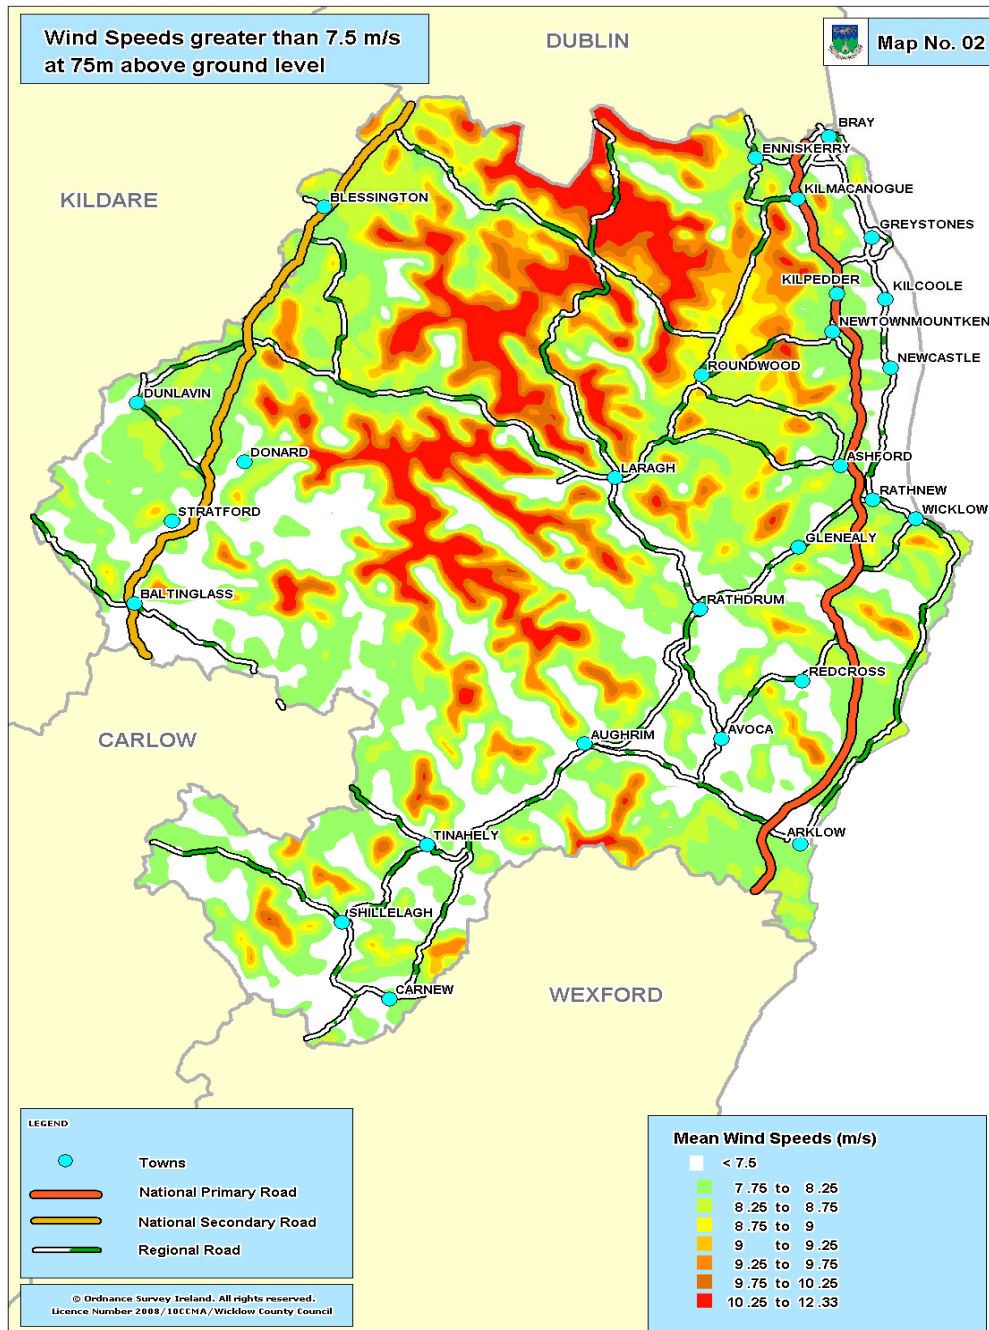 Wind Speeds greater than 7.5 m/s
at 75m above ground level
DUBLIN
Map No. 02
BRAY
ENNISKERRY
KILDARE
KILMACANOGUE
BLESSINGTON
GREYSTONES
KILPEDDER
KILCOOLE
NEWTOWNMOUNTKEN
NEWCASTLE
ROUNDWOOD
DUNLAVIN
DONARD
LARAGH
ASHFORD
RATHNEW
STRATFORD
WICKLOW
GLENEALY
BALTINGLASS
RATHDRUM
REDCROSS
CARLOW
AUGHRIM
AVOCA
TINAHELY
ARKLOW
SHILLELAGH
CARNEW
WEXFORD
LEGEND
Towns
National Primary Road
National Secondary Road
Regional Road
© Ordnance Survey Ireland. All rights reserved.
Licence Number 2008/10CCMA/Wicklow County Council
Mean Wind Speeds (m/s)
< 7.5
7.75 to 8.25
8.25 to 8.75
8.75 to 9
9 to 9.25
9.25 to 9.75
9.75 to 10.25
10.25 to 12.33